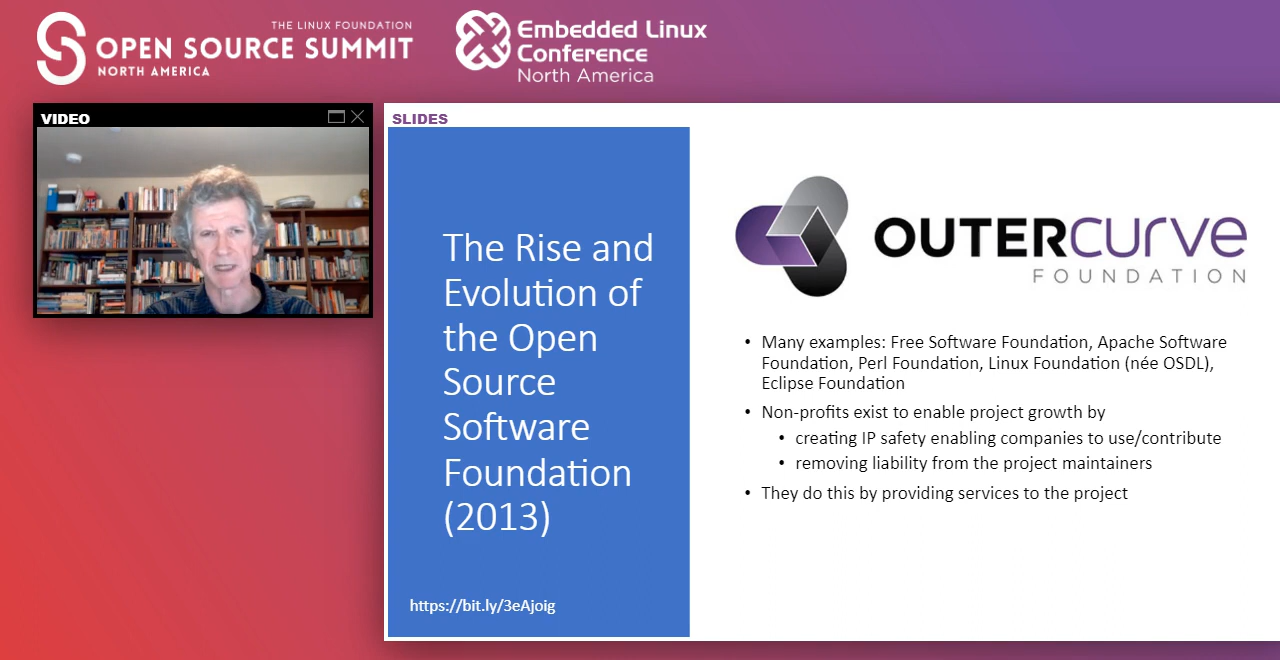 THE LINUX FOUNDATION
OPEN SOURCE SUMMIT
NORTH AMERICA
Embedded Linux
Conference
North America
VIDEO
SLIDES
The Rise and
Evolution of
the Open
Source
Software
Foundation
(2013)
https://bit.ly/3eAjoig
OUTERCURVE
FOUNDATION
• Many examples: Free Software Foundation, Apache Software
Foundation, Perl Foundation, Linux Foundation (née OSDL),
Eclipse Foundation
• Non-profits exist to enable project growth by
• creating IP safety enabling companies to use/contribute
• removing liability from the project maintainers
• They do this by providing services to the project